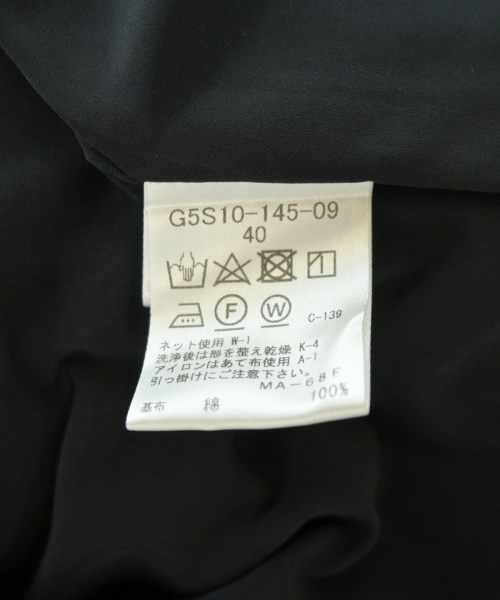 G5S10-145-09
40
F W C-139
ネット使用 W-1
洗浄後は形を整え乾燥 K-4
アイロンはあて布使用 A-1
引っ掛けにご注意下さい。
MA-68F
基布 綿 100%